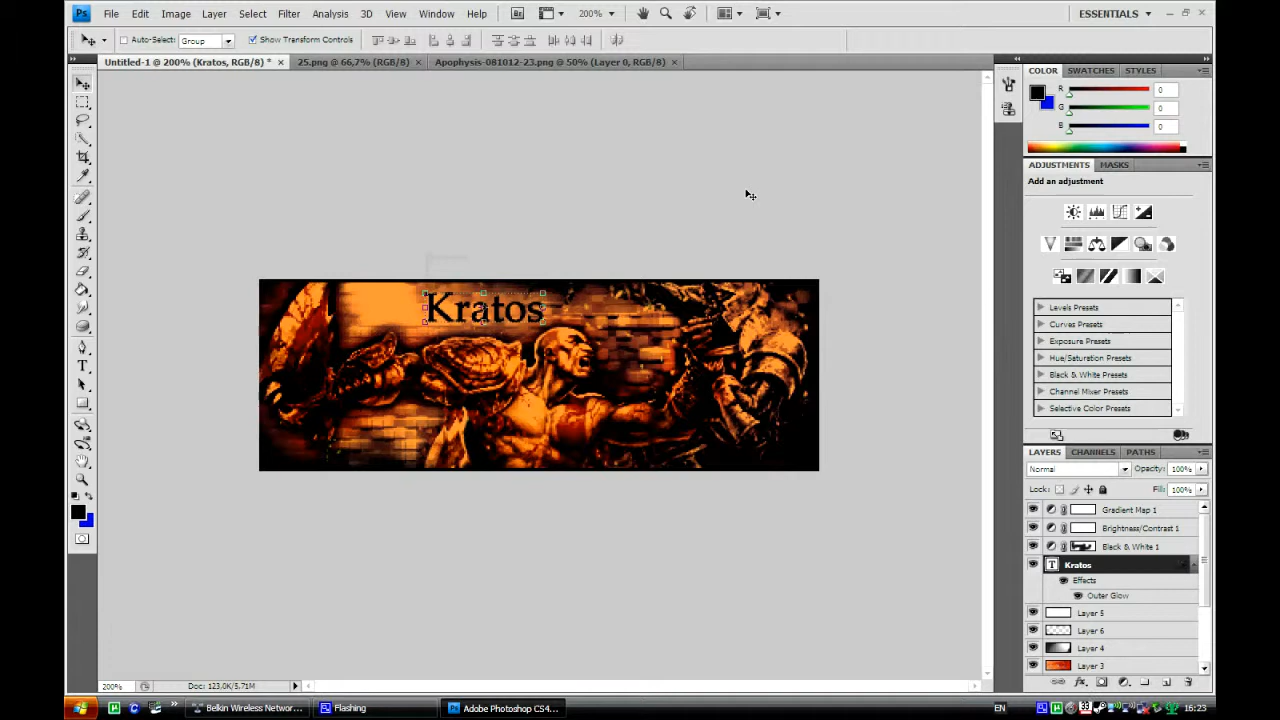 Ps File Edit Image Layer Select Filter Analysis 3D View Window Help Br 200% ESSENTIALS
Auto-Select: Group Show Transform Controls
Untitled-1 @ 200% (Kratos, RGB/8) * × 25.png @ 66,7% (RGB/8) × Apophysis-081012-23.png @ 50% (Layer 0, RGB/8) ×
COLOR SWATCHES STYLES
R 0
G 0
B 0
ADJUSTMENTS MASKS
Add an adjustment
Levels Presets
Curves Presets
Exposure Presets
Hue/Saturation Presets
Black & White Presets
Channel Mixer Presets
Selective Color Presets
Kratos
LAYERS CHANNELS PATHS
Normal Opacity: 100%
Lock: Fill: 100%
Gradient Map 1
Brightness/Contrast 1
Black & White 1
T Kratos
Effects
Outer Glow
Layer 5
Layer 6
Layer 4
Layer 3
200% Doc: 123,0K/5,71M
Belkin Wireless Networ... Flashing Ps Adobe Photoshop CS4... EN 33 16:23